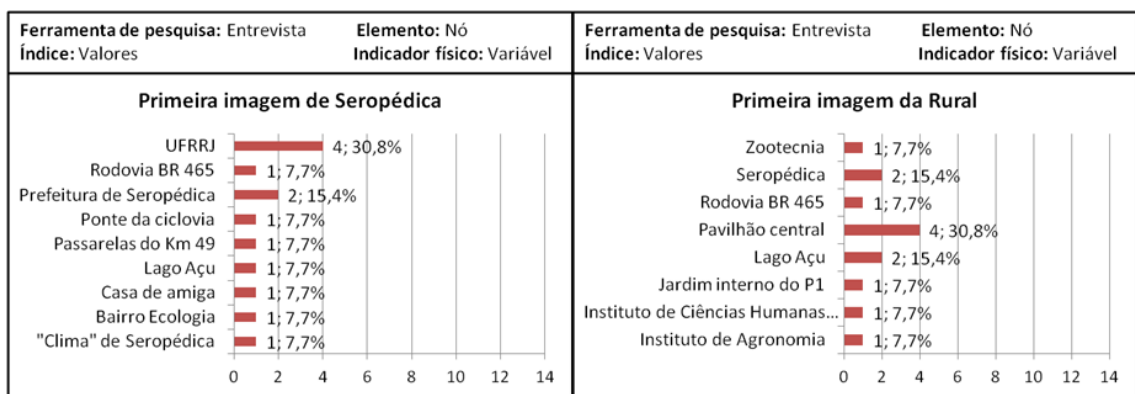 Ferramenta de pesquisa: Entrevista Elemento: Nó
Índice: Valores Indicador físico: Variável
Primeira imagem de Seropédica
UFRRJ 4; 30,8%
Rodovia BR 465 1; 7,7%
Prefeitura de Seropédica 2; 15,4%
Ponte da ciclovia 1; 7,7%
Passarelas do Km 49 1; 7,7%
Lago Açu 1; 7,7%
Casa de amiga 1; 7,7%
Bairro Ecologia 1; 7,7%
"Clima" de Seropédica 1; 7,7%
0 2 4 6 8 10 12 14
Ferramenta de pesquisa: Entrevista Elemento: Nó
Índice: Valores Indicador físico: Variável
Primeira imagem da Rural
Zootecnia 1; 7,7%
Seropédica 2; 15,4%
Rodovia BR 465 1; 7,7%
Pavilhão central 4; 30,8%
Lago Açu 2; 15,4%
Jardim interno do P1 1; 7,7%
Instituto de Ciências Humanas... 1; 7,7%
Instituto de Agronomia 1; 7,7%
0 2 4 6 8 10 12 14